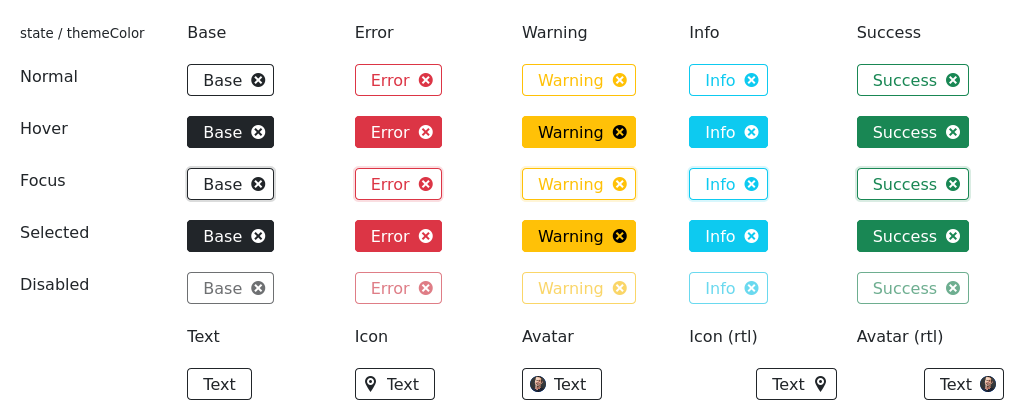 state / themeColor Base Error Warning Info Success
Normal Base Error Warning Info Success
Hover Base Error Warning Info Success
Focus Base Error Warning Info Success
Selected Base Error Warning Info Success
Disabled Base Error Warning Info Success
Text Icon Avatar Icon (rtl) Avatar (rtl)
Text Text Text Text Text